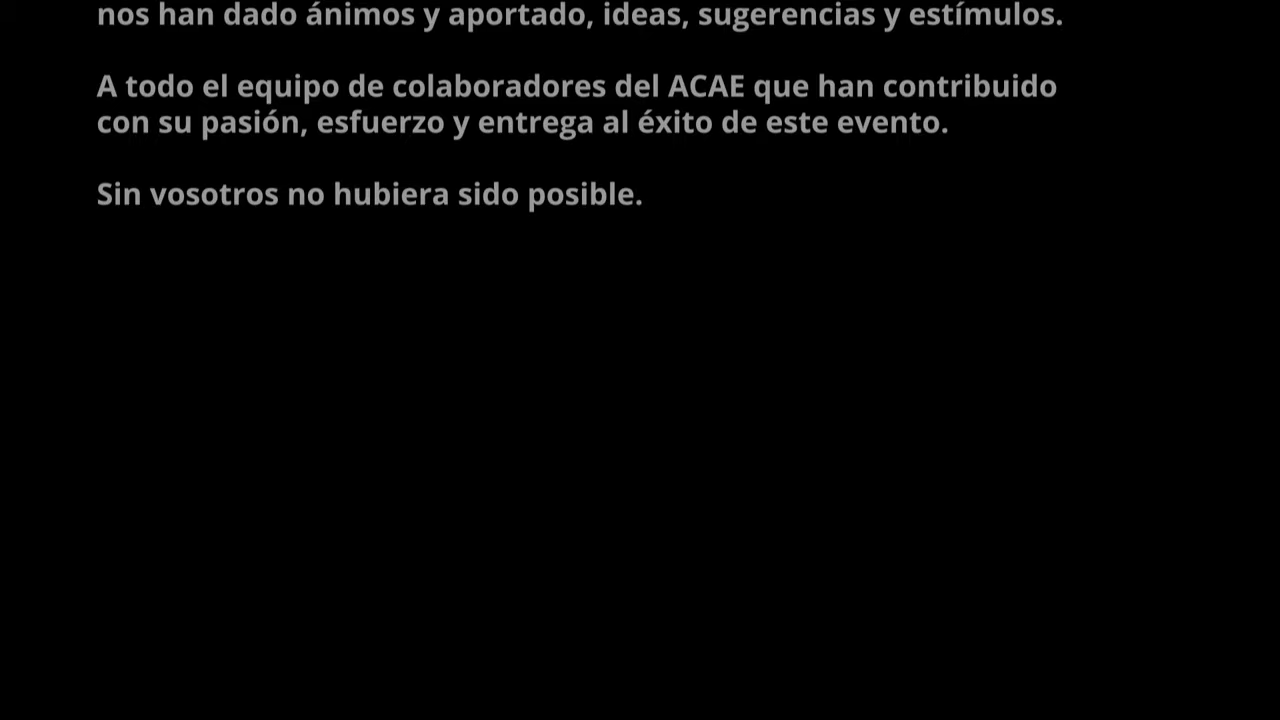 nos han dado ánimos y aportado, ideas, sugerencias y estímulos.
A todo el equipo de colaboradores del ACAE que han contribuido
con su pasión, esfuerzo y entrega al éxito de este evento.
Sin vosotros no hubiera sido posible.